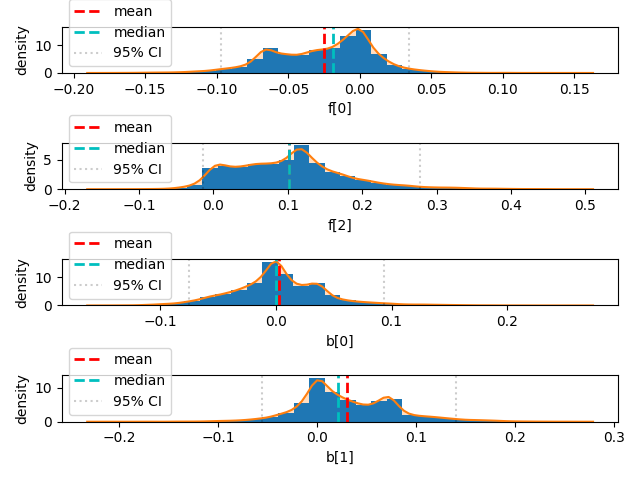 mean
median
95% CI
density
10
0
−0.20 −0.15 −0.10 −0.05 0.00 0.05 0.10 0.15
f[0]
mean
median
95% CI
density
5
0
−0.2 −0.1 0.0 0.1 0.2 0.3 0.4 0.5
f[2]
mean
median
95% CI
density
10
0
−0.1 0.0 0.1 0.2
b[0]
mean
median
95% CI
density
10
0
−0.2 −0.1 0.0 0.1 0.2 0.3
b[1]